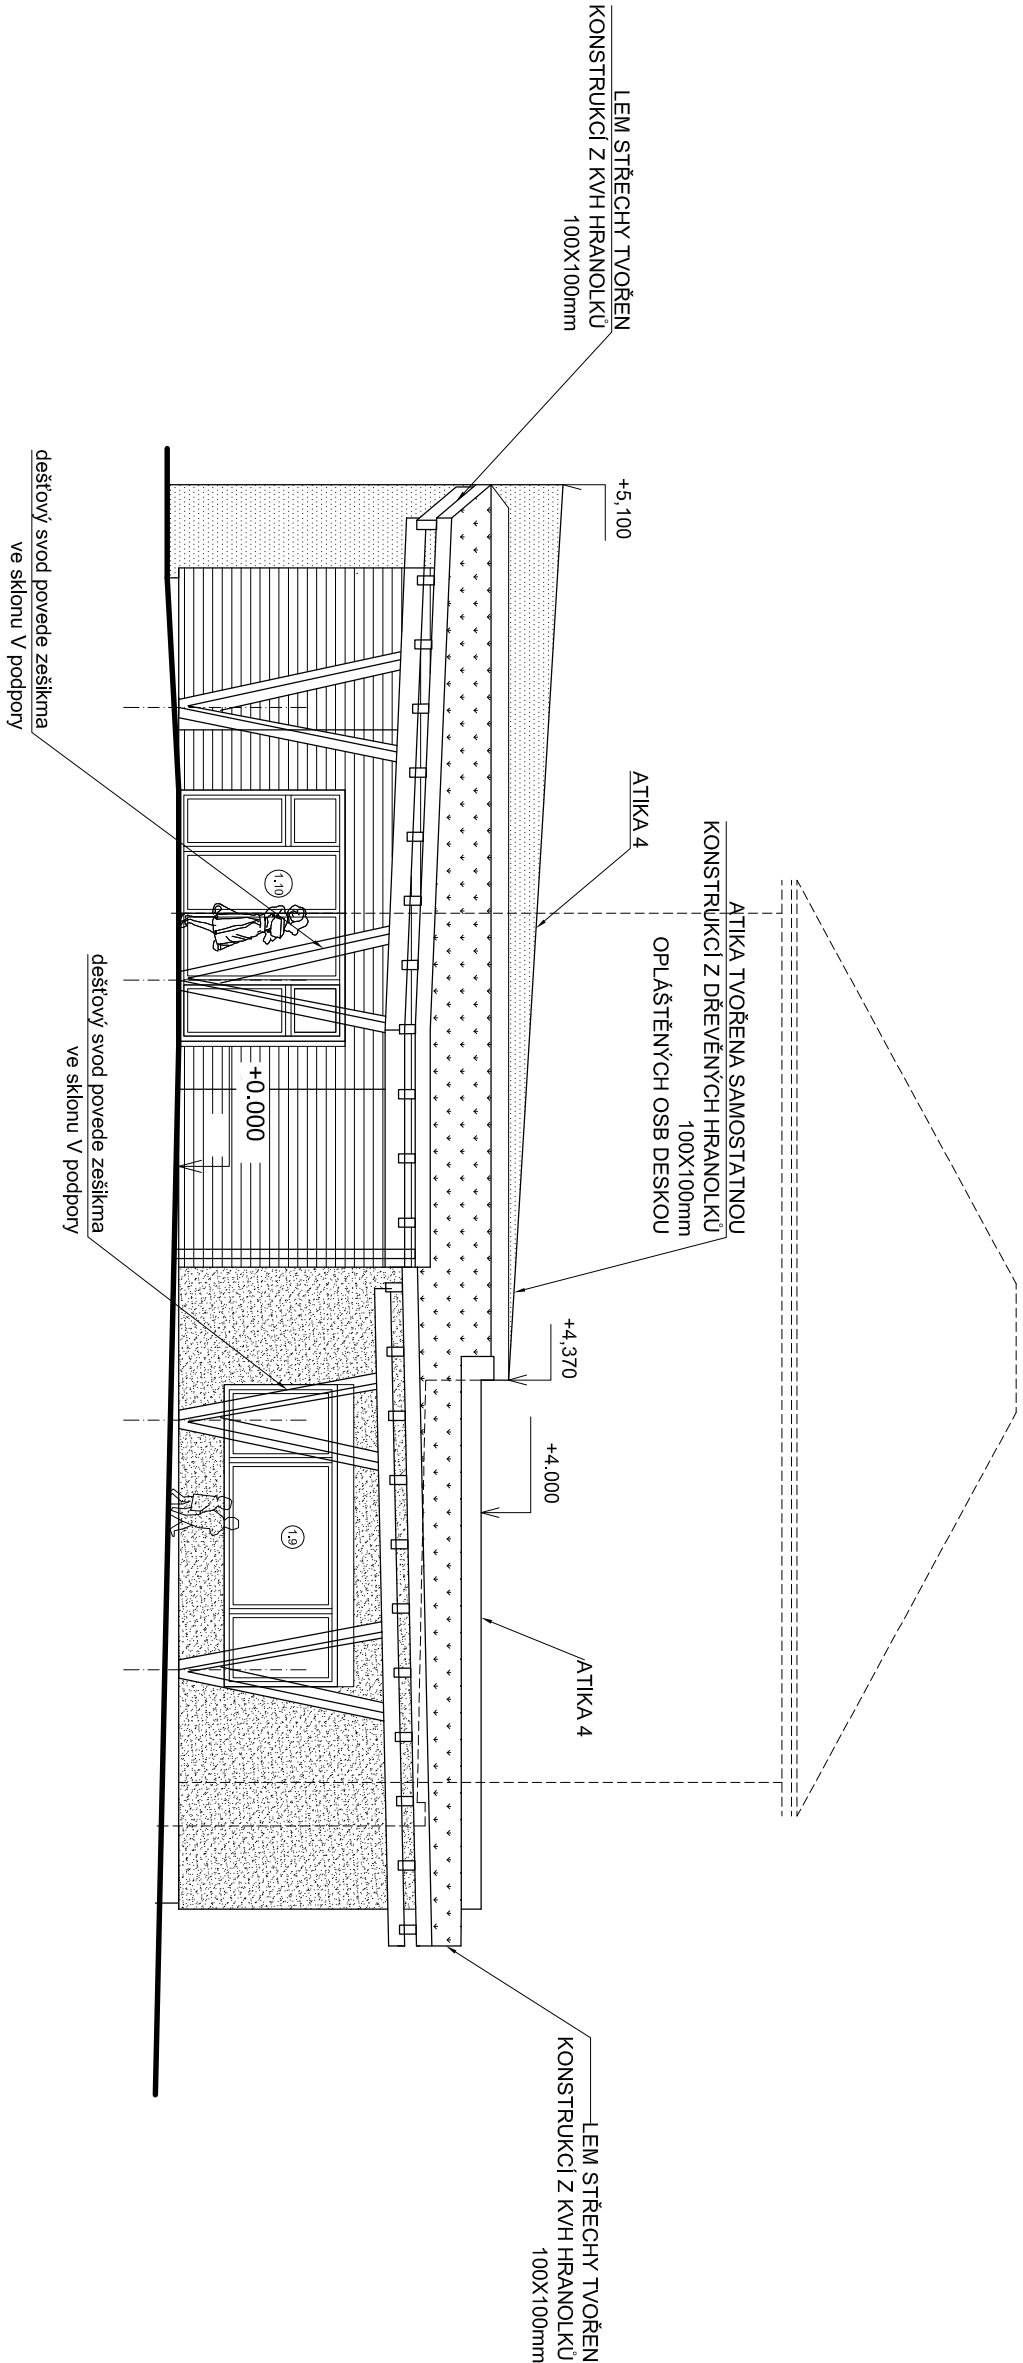 LEM STŘECHY TVOŘEN
KONSTRUKCÍ Z KVH HRANOLKŮ
100X100mm
+5,100
ATIKA 4
ATIKA TVOŘENA SAMOSTATNOU
KONSTRUKCÍ Z DŘEVĚNÝCH HRANOLKŮ
100X100mm
OPLÁŠTĚNÝCH OSB DESKOU
+4,370
+4.000
ATIKA 4
LEM STŘECHY TVOŘEN
KONSTRUKCÍ Z KVH HRANOLKŮ
100X100mm
1.10
+0.000
1.9
dešťový svod povede zešikma
ve sklonu V podpory
dešťový svod povede zešikma
ve sklonu V podpory